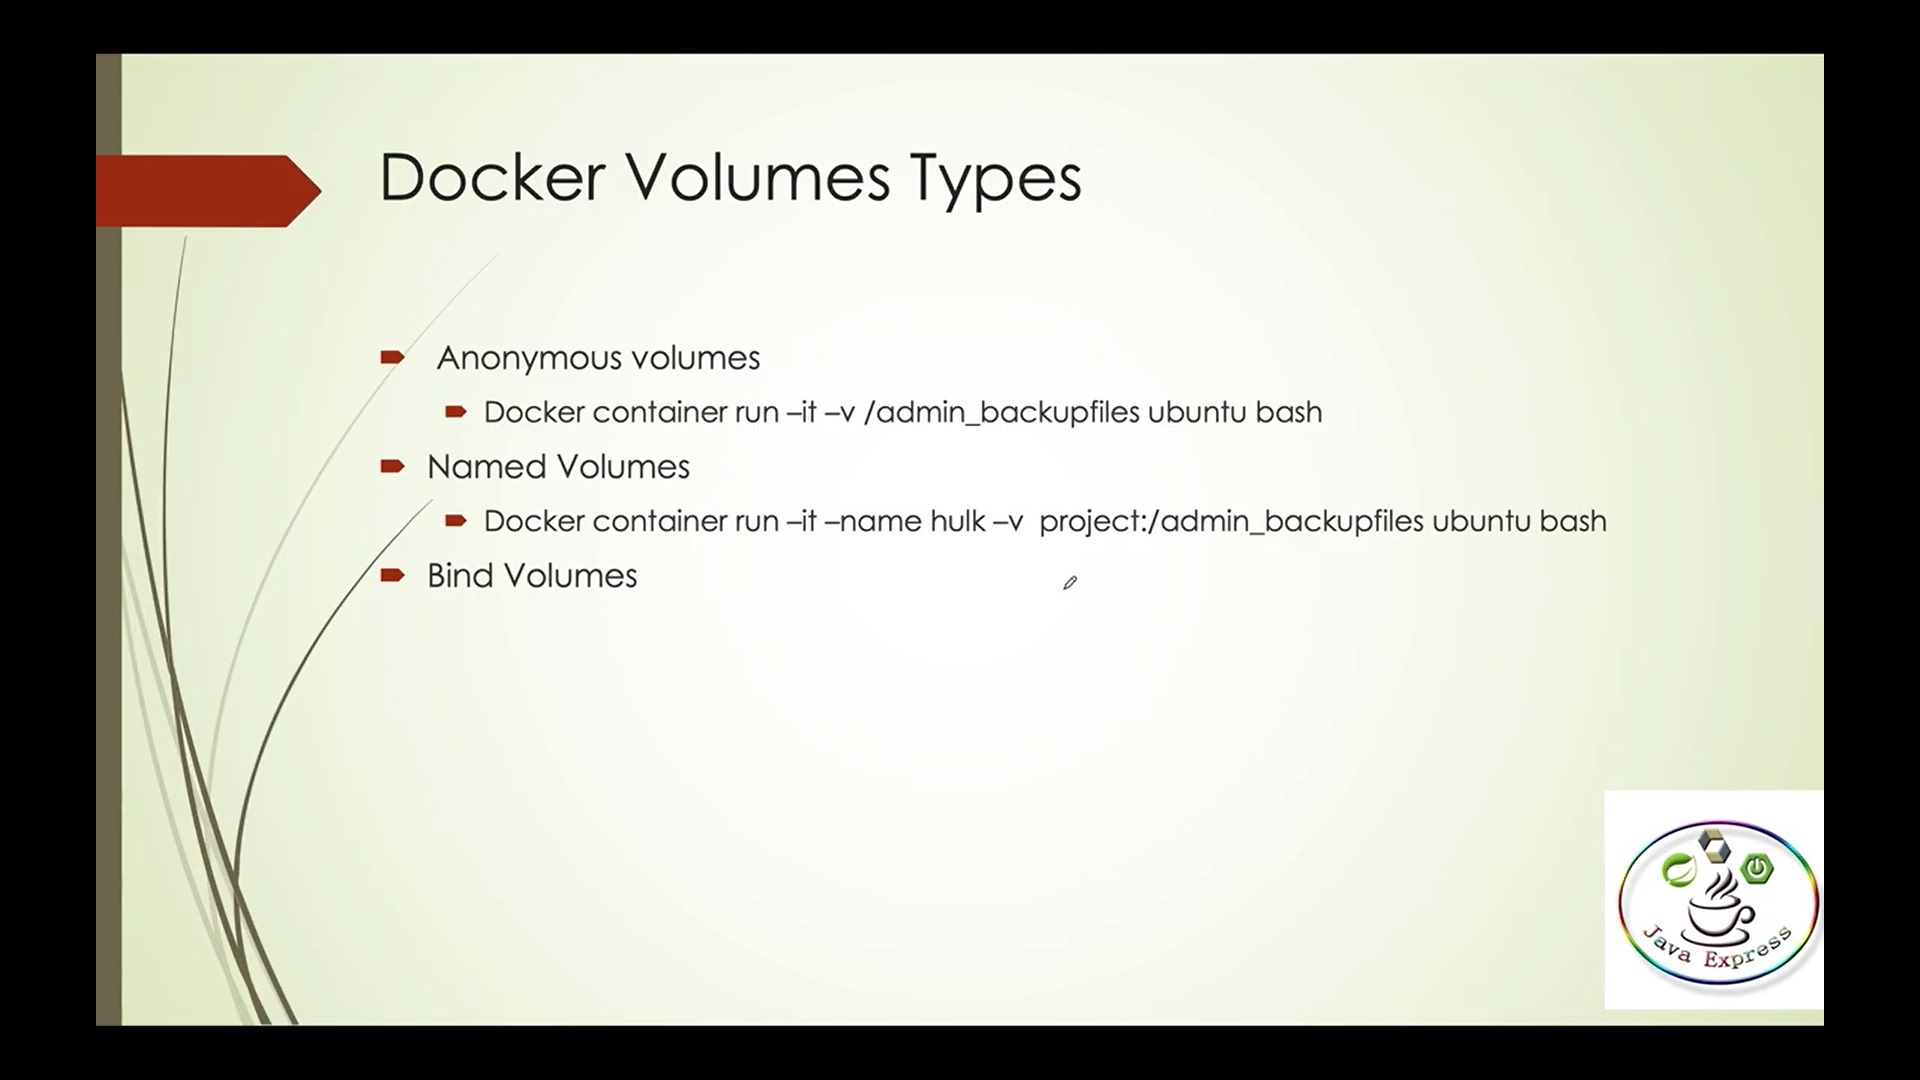 Docker Volumes Types
Anonymous volumes
Docker container run –it –v /admin_backupfiles ubuntu bash
Named Volumes
Docker container run –it –name hulk –v  project:/admin_backupfiles ubuntu bash
Bind Volumes
Java Express